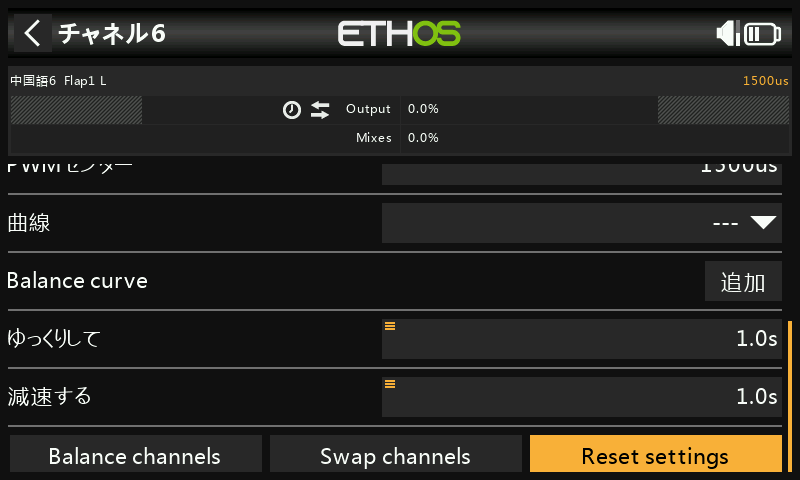 チャネル6
ETHOS
中国語6 Flap1 L 1500us
Output 0.0%
Mixes 0.0%
PWMセンター 1500us
曲線 ---
Balance curve 追加
ゆっくりして 1.0s
減速する 1.0s
Balance channels Swap channels Reset settings